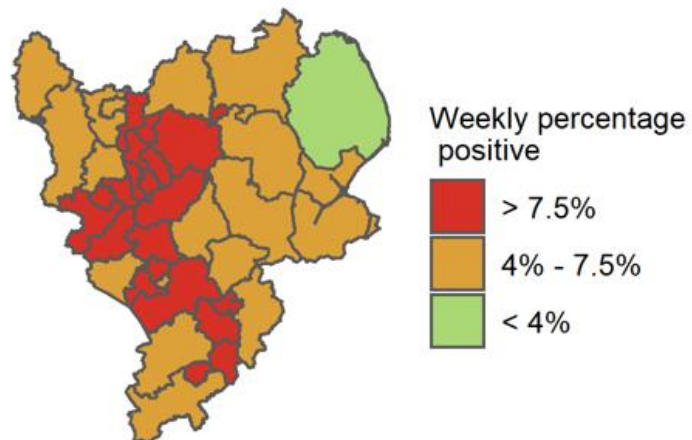 Weekly percentage
positive
> 7.5%
4% - 7.5%
< 4%